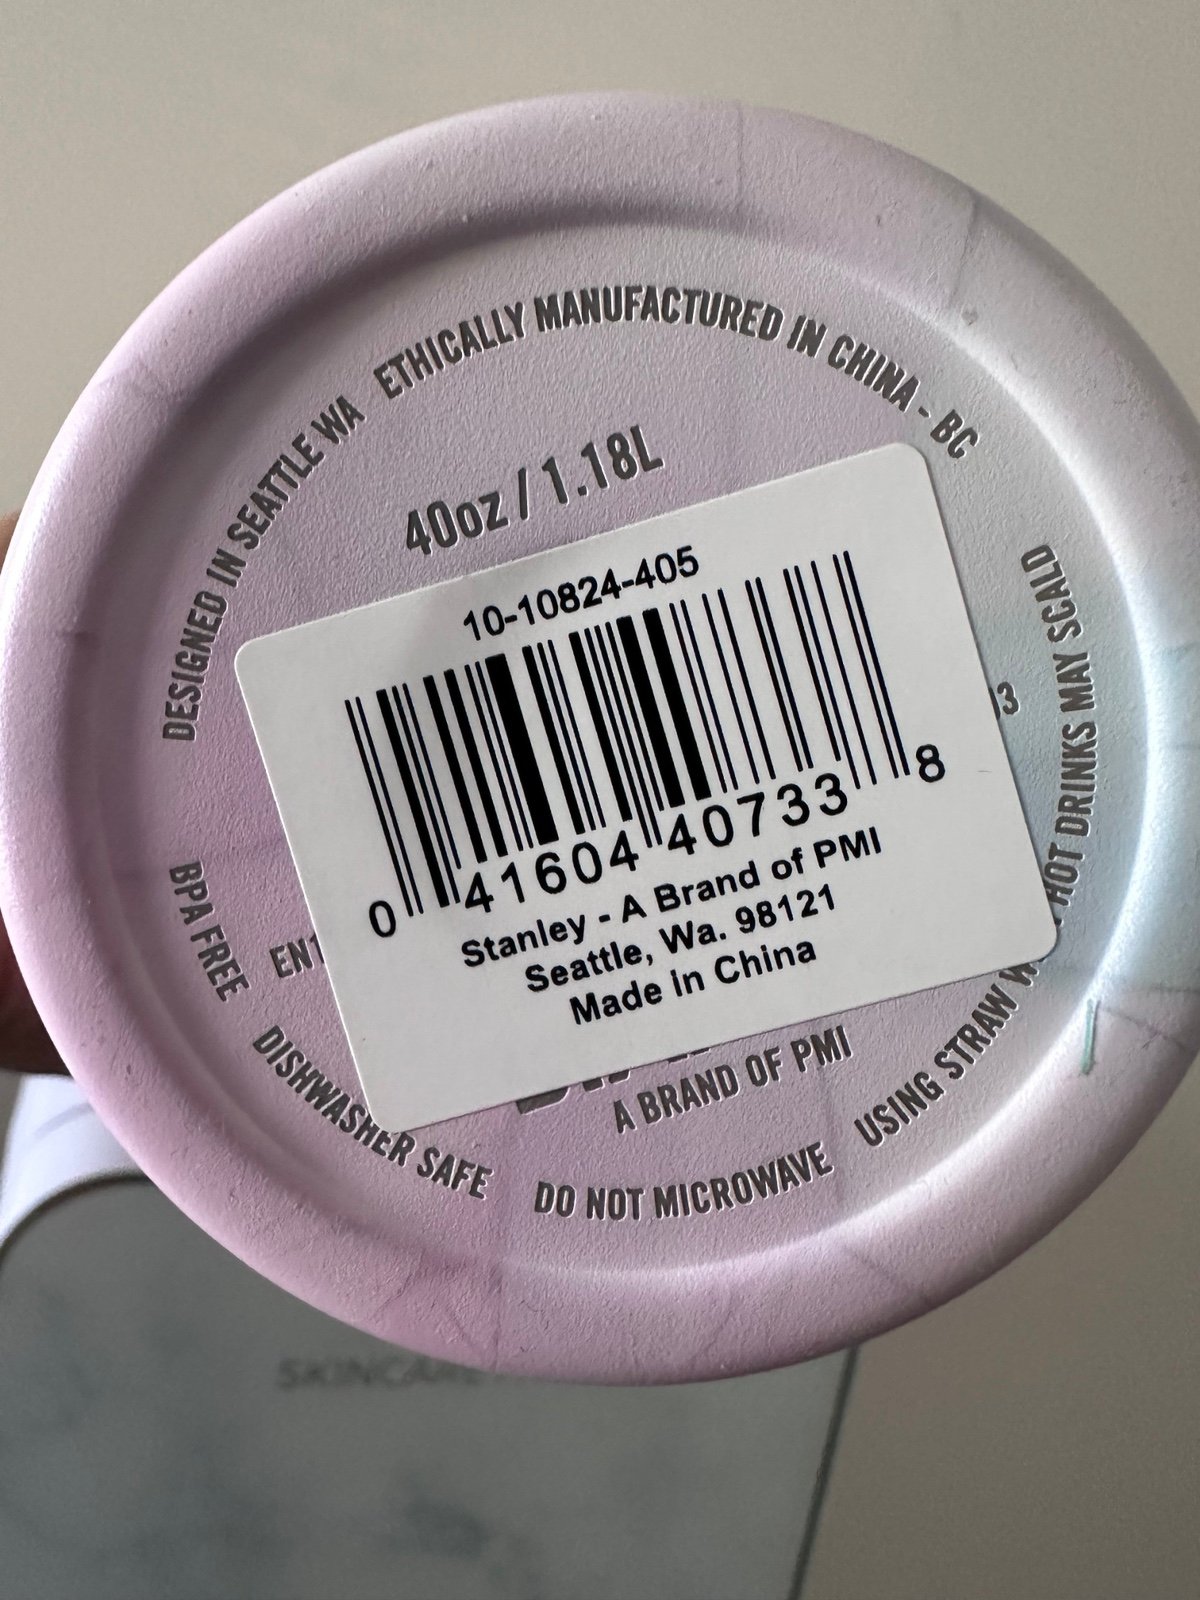 DESIGNED IN SEATTLE WA
ETHICALLY MANUFACTURED IN CHINA - BC
40oz / 1.18L
10-10824-405
0 41604 40733 8
Stanley - A Brand of PMI
Seattle, Wa. 98121
Made In China
A BRAND OF PMI
BPA FREE
DISHWASHER SAFE
DO NOT MICROWAVE
USING STRAW
HOT DRINKS MAY SCALD
SKINCARE